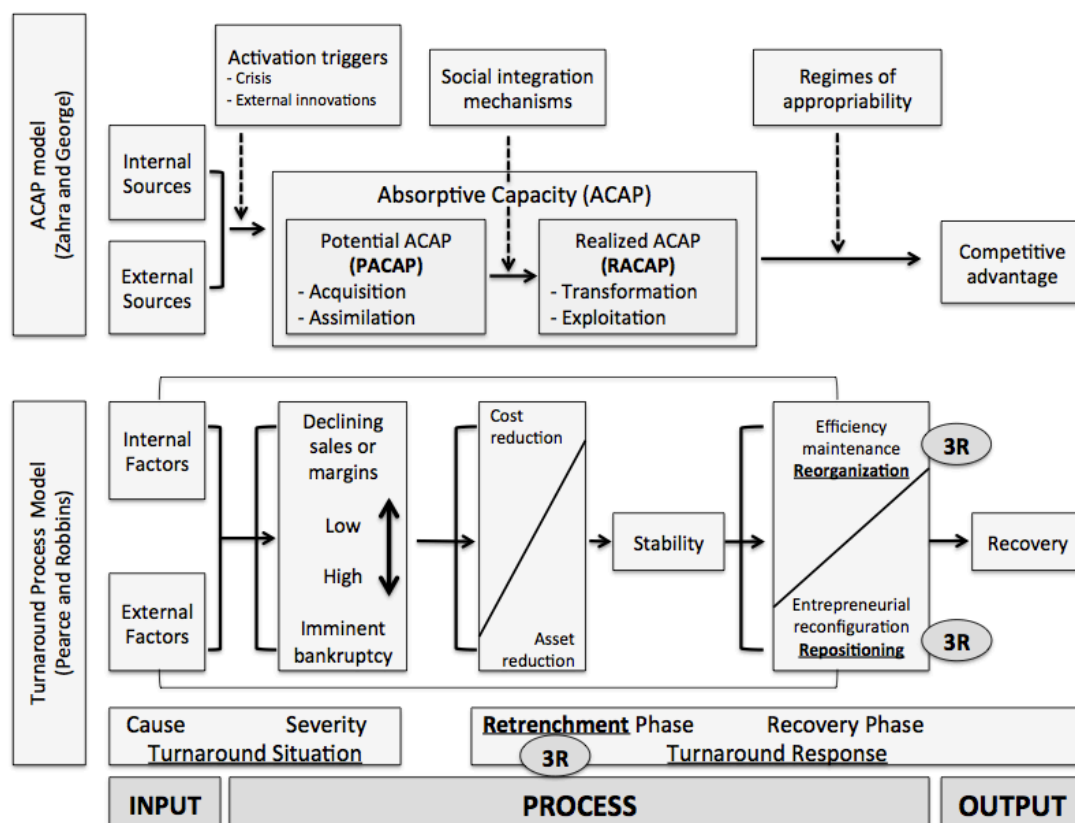 ACAP model
(Zahra and George)
Activation triggers
- Crisis
- External innovations
Social integration
mechanisms
Regimes of
appropriability
Internal
Sources
External
Sources
Absorptive Capacity (ACAP)
Potential ACAP
(PACAP)
- Acquisition
- Assimilation
Realized ACAP
(RACAP)
- Transformation
- Exploitation
Competitive
advantage
Turnaround Process Model
(Pearce and Robbins)
Internal
Factors
External
Factors
Declining
sales or
margins
Low
High
Imminent
bankruptcy
Cost
reduction
Asset
reduction
Stability
Efficiency
maintenance
Reorganization
3R
Entrepreneurial
reconfiguration
Repositioning
3R
Recovery
Cause Severity
Turnaround Situation
Retrenchment Phase Recovery Phase
3R Turnaround Response
INPUT
PROCESS
OUTPUT